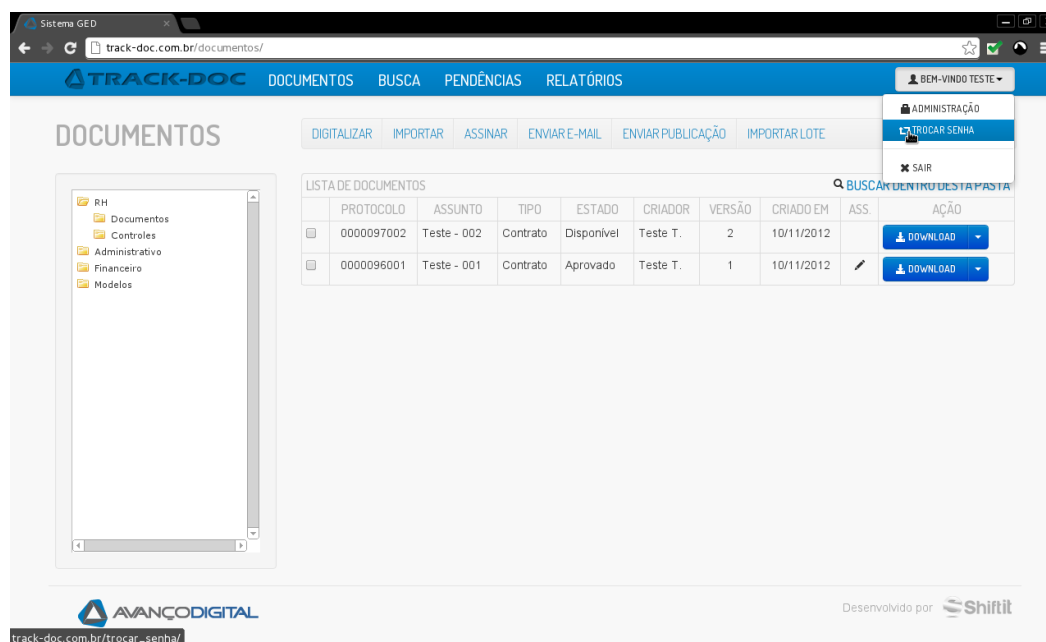 Sistema GED
track-doc.com.br/documentos/
TRACK-DOC DOCUMENTOS BUSCA PENDÊNCIAS RELATÓRIOS BEM-VINDO TESTE
ADMINISTRAÇÃO
TROCAR SENHA
SAIR
DOCUMENTOS
DIGITALIZAR IMPORTAR ASSINAR ENVIAR E-MAIL ENVIAR PUBLICAÇÃO IMPORTAR LOTE
RH
Documentos
Controles
Administrativo
Financeiro
Modelos
LISTA DE DOCUMENTOS BUSCAR DENTRO DESTA PASTA
PROTOCOLO ASSUNTO TIPO ESTADO CRIADOR VERSÃO CRIADO EM ASS. AÇÃO
0000097002 Teste - 002 Contrato Disponível Teste T. 2 10/11/2012 DOWNLOAD
0000096001 Teste - 001 Contrato Aprovado Teste T. 1 10/11/2012 DOWNLOAD
AVANÇODIGITAL
Desenvolvido por Shiftit
track-doc.com.br/trocar_senha/